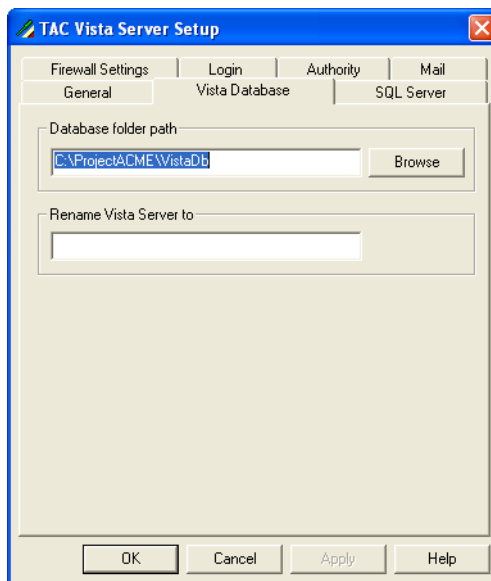 TAC Vista Server Setup
Firewall Settings Login Authority Mail
General Vista Database SQL Server
Database folder path
C:\ProjectACME\VistaDb Browse
Rename Vista Server to
OK Cancel Apply Help